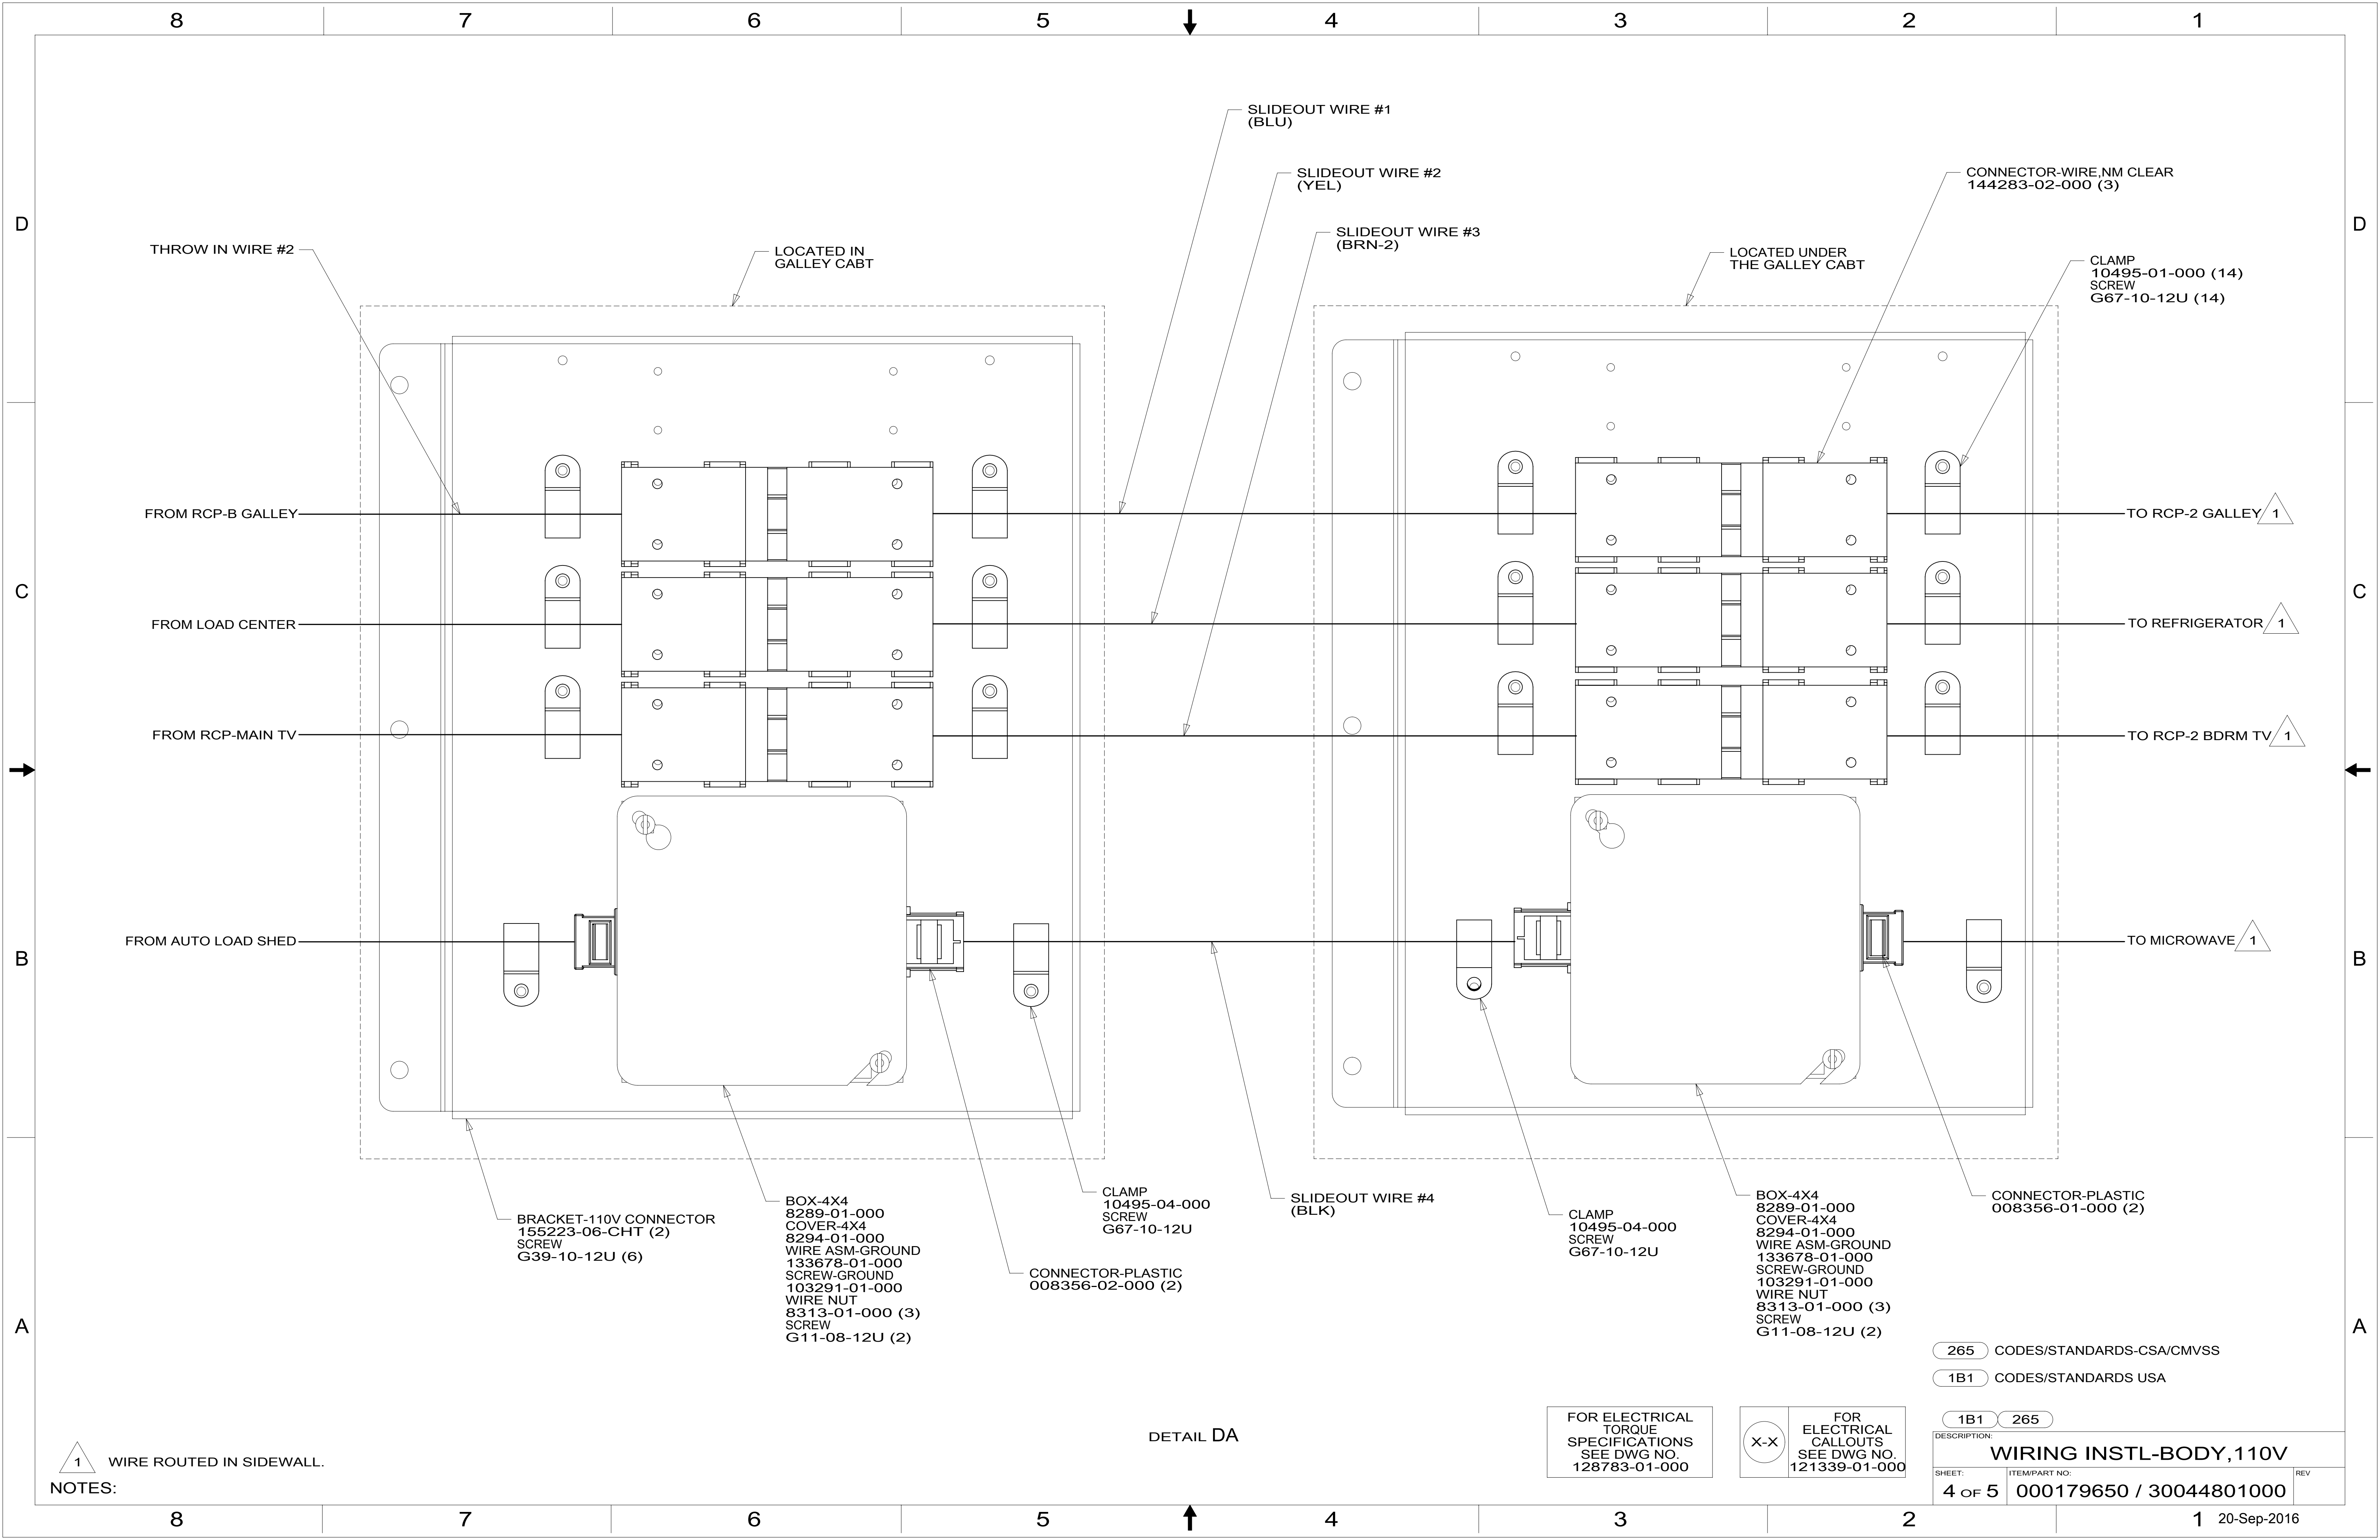 8 7 6 5 4 3 2 1
SLIDEOUT WIRE #1
(BLU)
SLIDEOUT WIRE #2
(YEL)
SLIDEOUT WIRE #3
(BRN-2)
CONNECTOR-WIRE,NM CLEAR
144283-02-000 (3)
D
D
THROW IN WIRE #2
LOCATED IN
GALLEY CABT
LOCATED UNDER
THE GALLEY CABT
CLAMP
10495-01-000 (14)
SCREW
G67-10-12U (14)
FROM RCP-B GALLEY
TO RCP-2 GALLEY 1
C
C
FROM LOAD CENTER
TO REFRIGERATOR 1
FROM RCP-MAIN TV
TO RCP-2 BDRM TV 1
FROM AUTO LOAD SHED
TO MICROWAVE 1
B
B
BRACKET-110V CONNECTOR
155223-06-CHT (2)
SCREW
G39-10-12U (6)
BOX-4X4
8289-01-000
COVER-4X4
8294-01-000
WIRE ASM-GROUND
133678-01-000
SCREW-GROUND
103291-01-000
WIRE NUT
8313-01-000 (3)
SCREW
G11-08-12U (2)
CLAMP
10495-04-000
SCREW
G67-10-12U
CONNECTOR-PLASTIC
008356-02-000 (2)
SLIDEOUT WIRE #4
(BLK)
CLAMP
10495-04-000
SCREW
G67-10-12U
BOX-4X4
8289-01-000
COVER-4X4
8294-01-000
WIRE ASM-GROUND
133678-01-000
SCREW-GROUND
103291-01-000
WIRE NUT
8313-01-000 (3)
SCREW
G11-08-12U (2)
CONNECTOR-PLASTIC
008356-01-000 (2)
A
A
265 CODES/STANDARDS-CSA/CMVSS
1B1 CODES/STANDARDS USA
1B1 265
DETAIL DA
FOR ELECTRICAL
TORQUE
SPECIFICATIONS
SEE DWG NO.
128783-01-000
X-X
FOR
ELECTRICAL
CALLOUTS
SEE DWG NO.
121339-01-000
DESCRIPTION:
WIRING INSTL-BODY,110V
SHEET:
4 OF 5
ITEM/PART NO:
000179650 / 30044801000
REV
1 WIRE ROUTED IN SIDEWALL.
NOTES:
8 7 6 5 4 3 2 1
20-Sep-2016